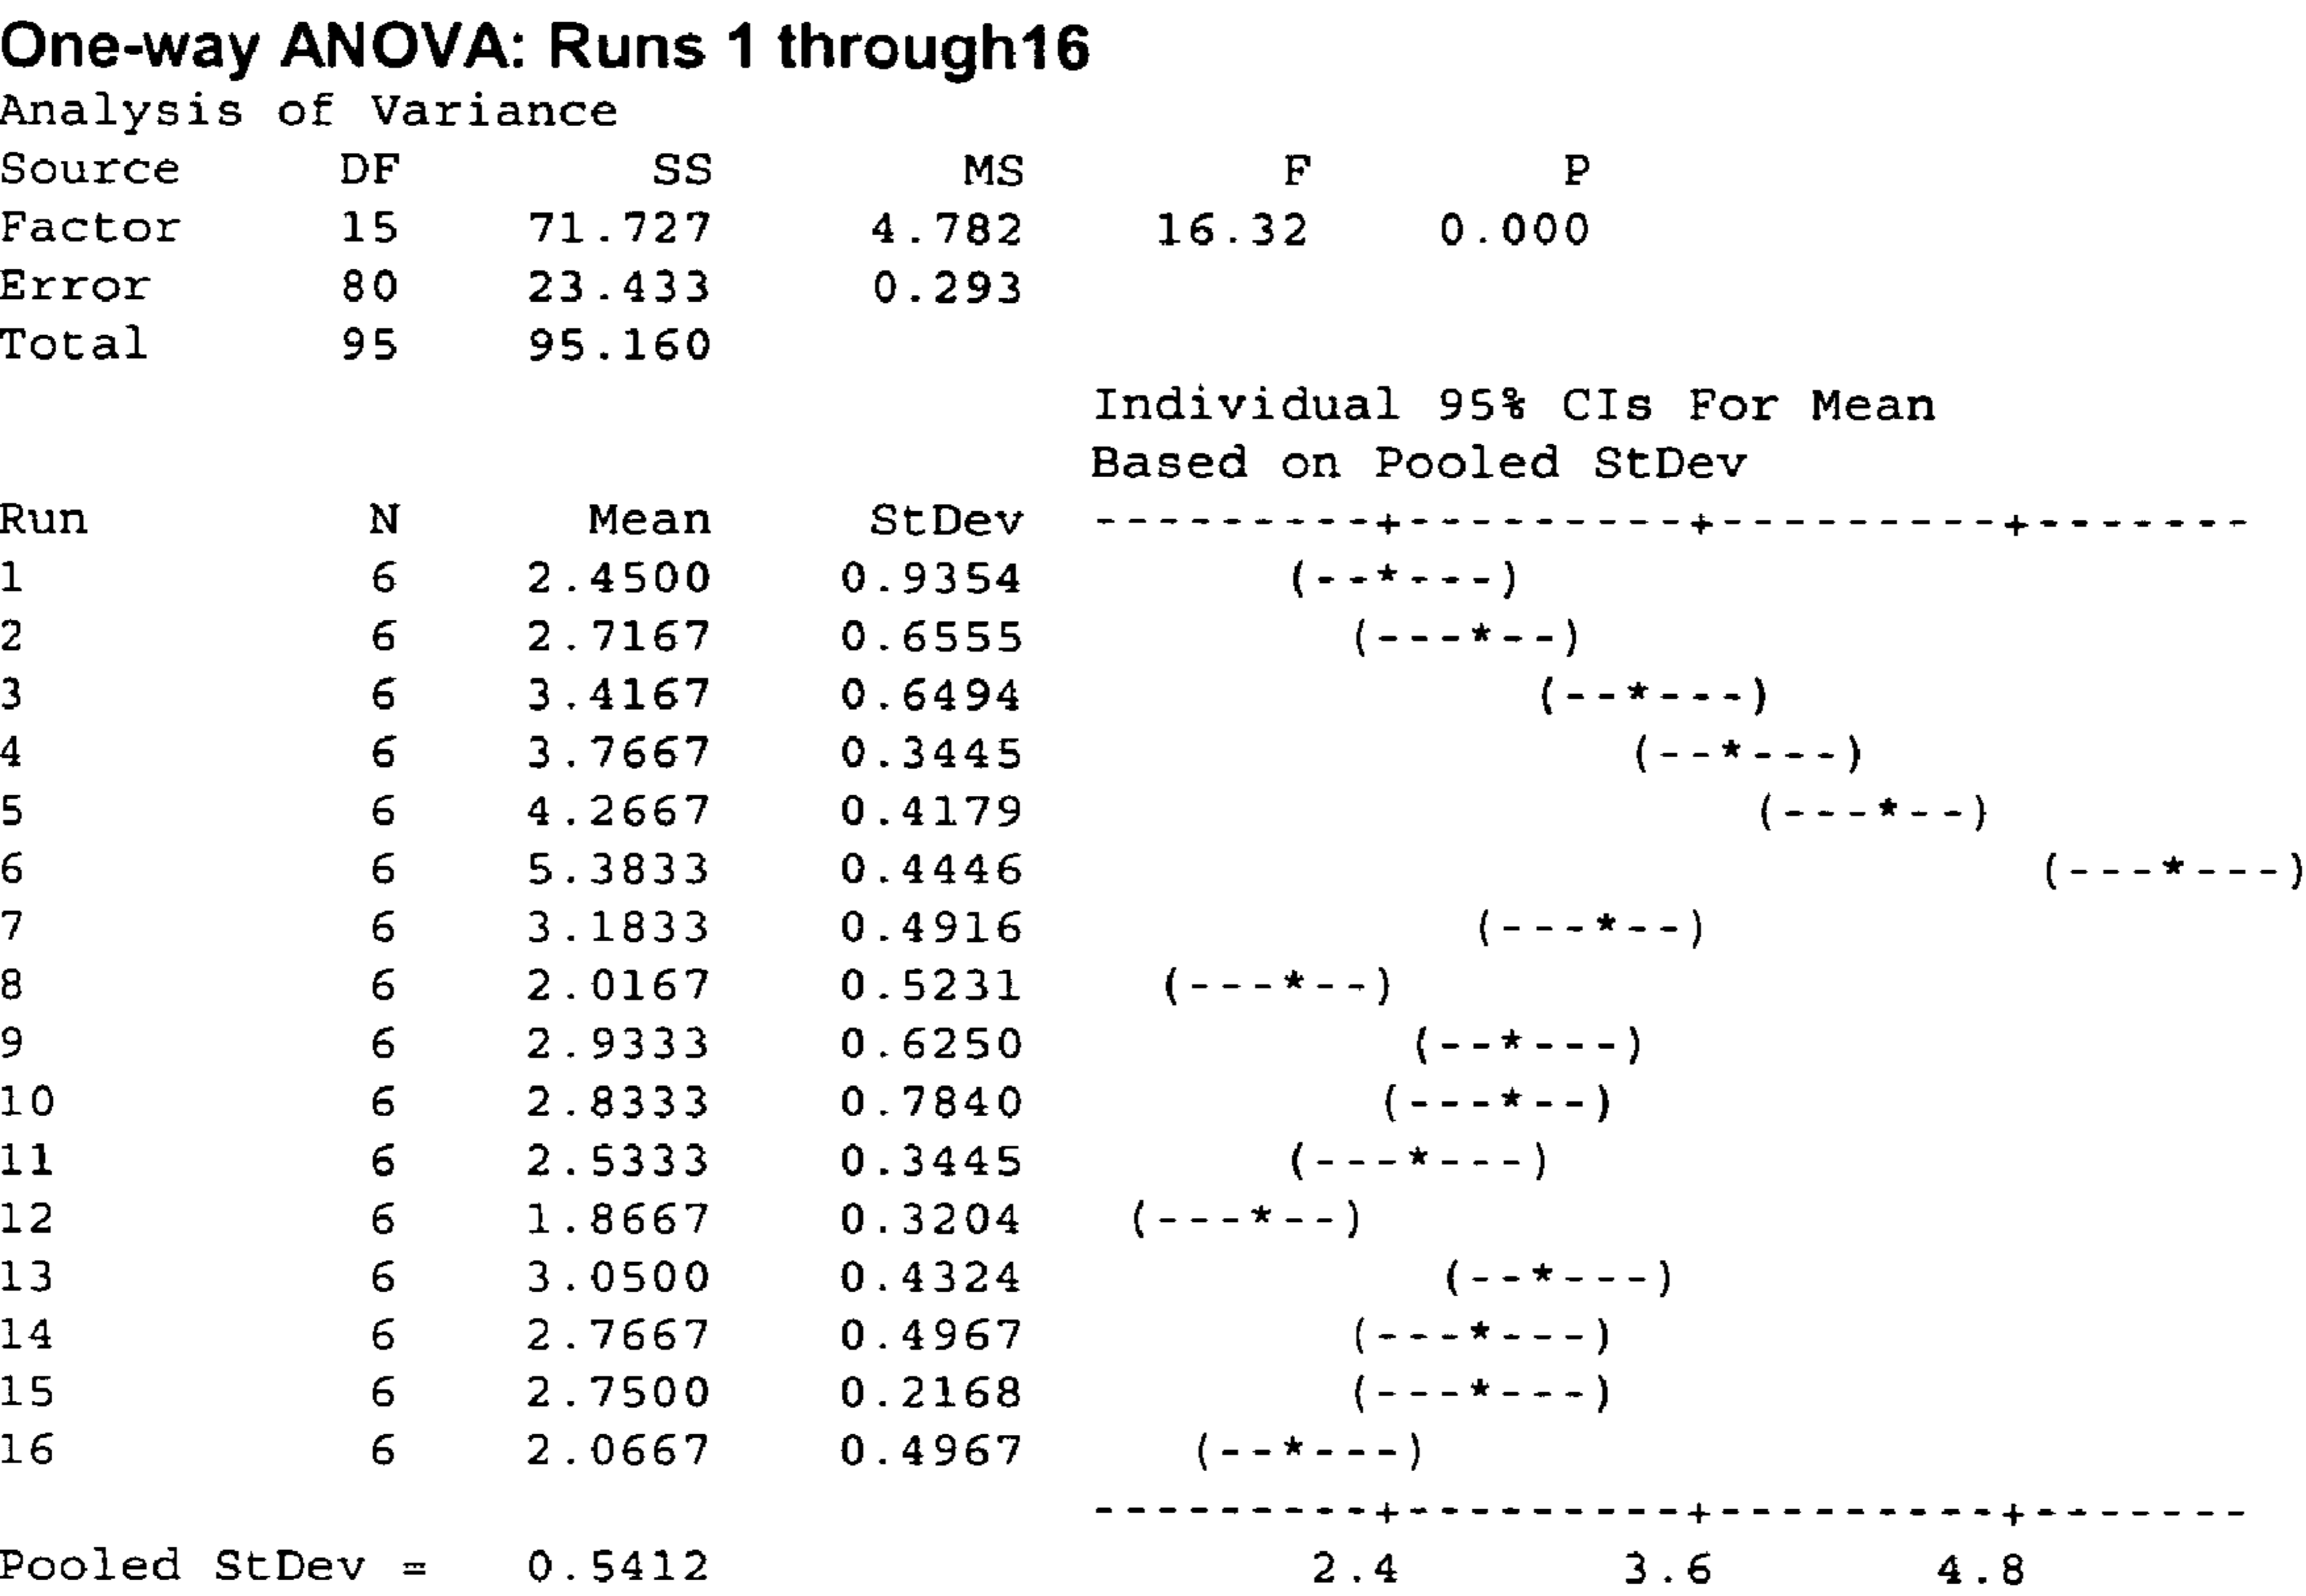 One-way ANOVA: Runs 1 through16
Analysis of Variance
Source DF SS MS F P
Factor 15 71.727 4.782 16.32 0.000
Error 80 23.433 0.293
Total 95 95.160
Individual 95% CIs For Mean
Based on Pooled StDev
Run N Mean StDev ---------+---------+---------+-------
1 6 2.4500 0.9354 (--*---)
2 6 2.7167 0.6555 (---*--)
3 6 3.4167 0.6494 (--*---)
4 6 3.7667 0.3445 (--*---)
5 6 4.2667 0.4179 (---*--)
6 6 5.3833 0.4446 (---*---)
7 6 3.1833 0.4916 (---*--)
8 6 2.0167 0.5231 (---*--)
9 6 2.9333 0.6250 (--*---)
10 6 2.8333 0.7840 (---*--)
11 6 2.5333 0.3445 (---*---)
12 6 1.8667 0.3204 (---*--)
13 6 3.0500 0.4324 (--*---)
14 6 2.7667 0.4967 (---*---)
15 6 2.7500 0.2168 (---*---)
16 6 2.0667 0.4967 (--*---)
---------+---------+---------+-------
Pooled StDev = 0.5412 2.4 3.6 4.8